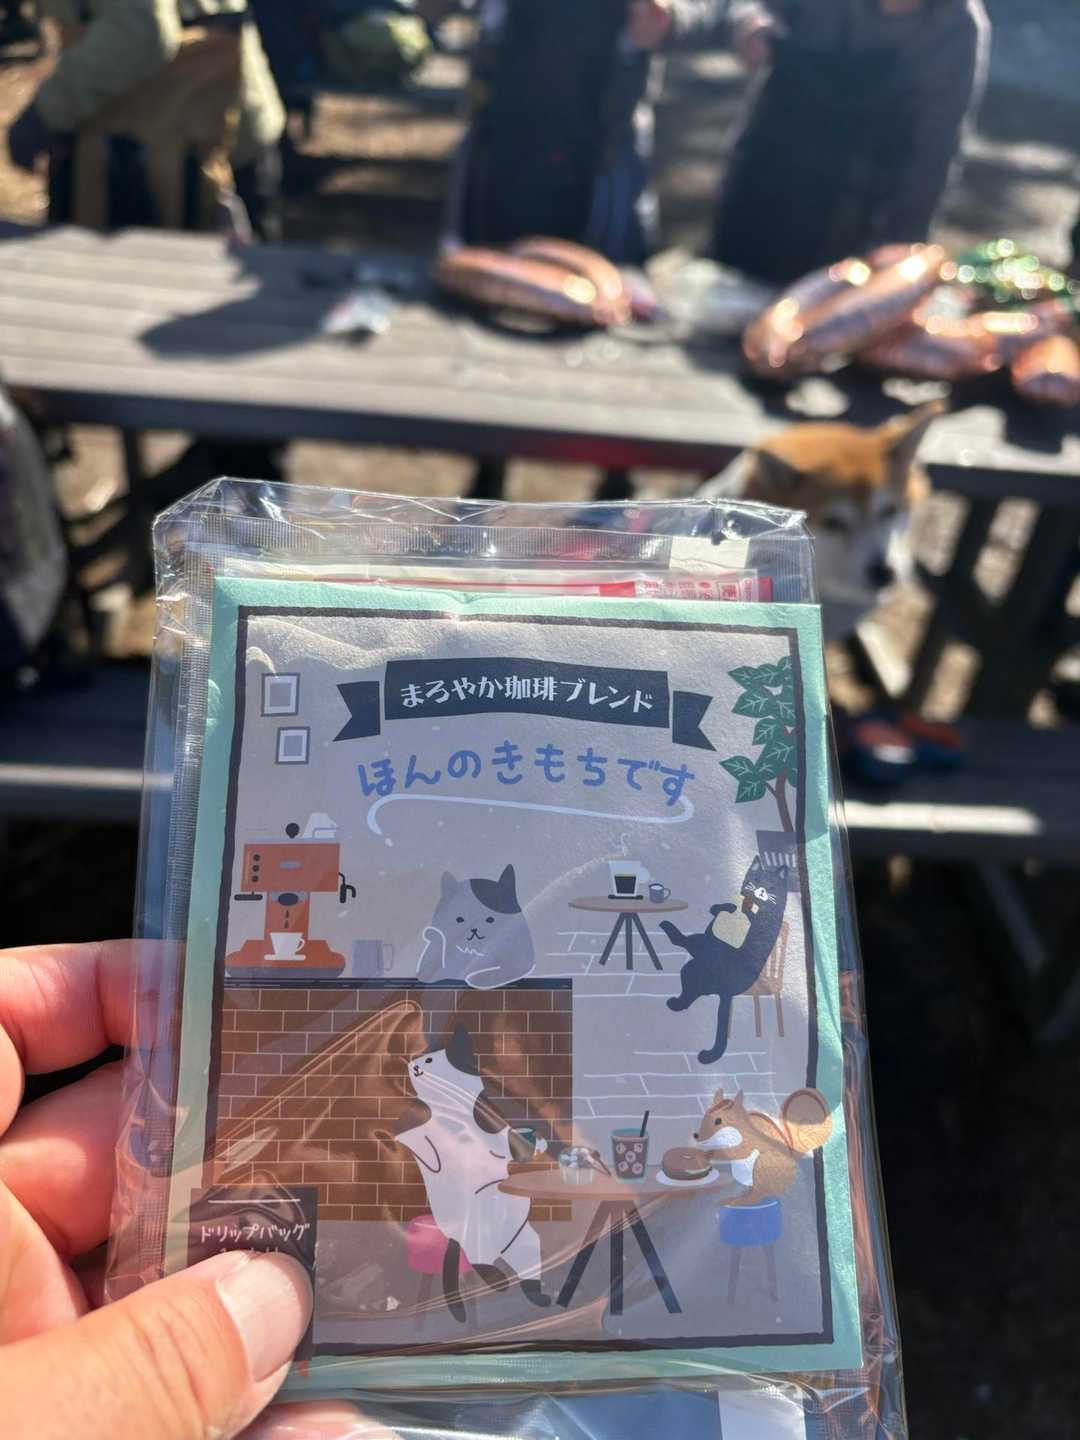 まろやか珈琲ブレンド
ほんのきもちです
ドリップバッグ